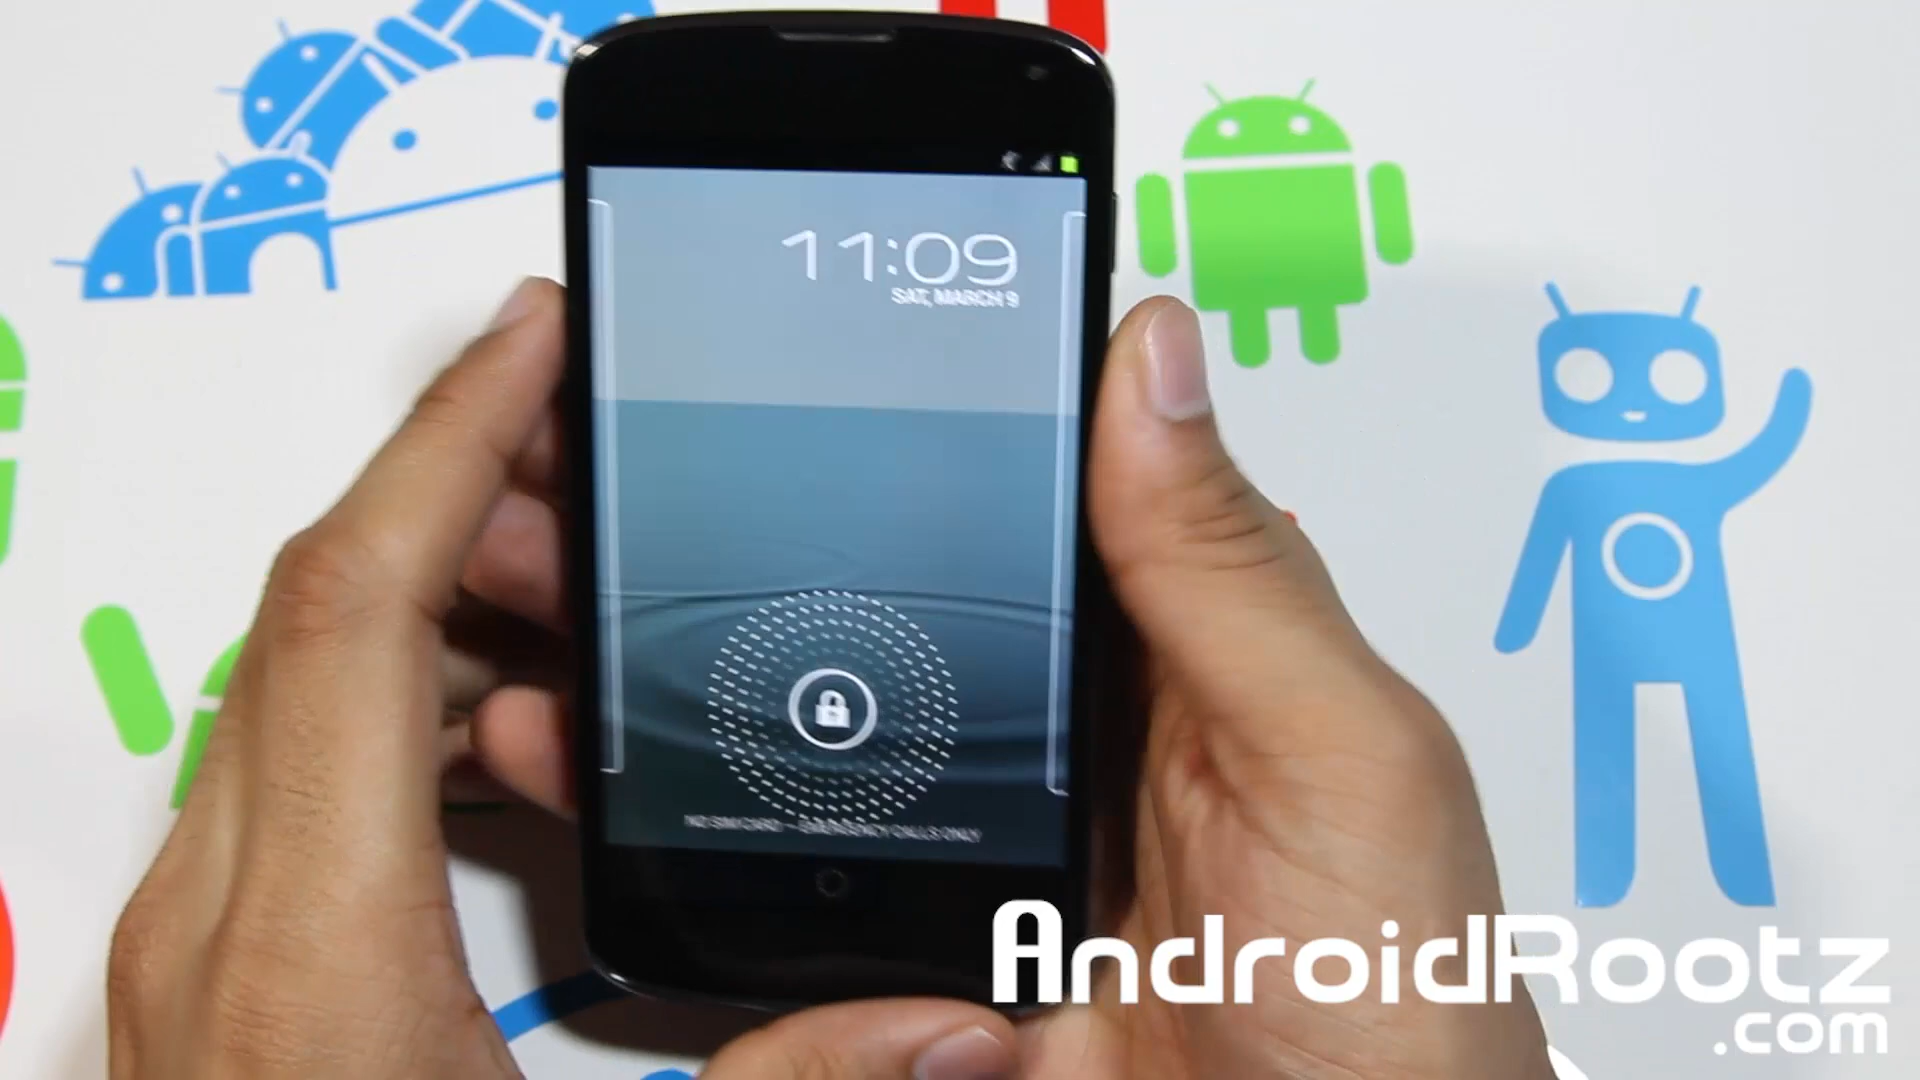 11:09
SAT, MARCH 9
NO SIM CARD — EMERGENCY CALLS ONLY
AndroidRootz
.com